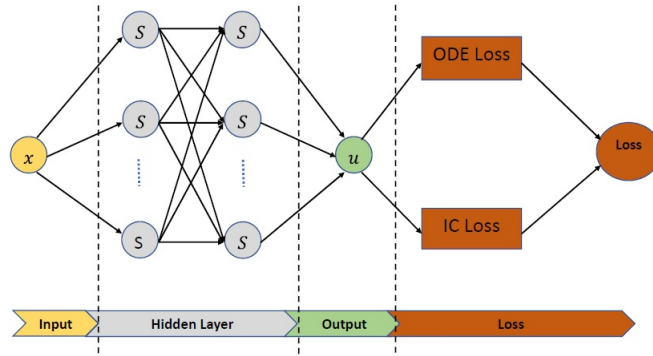 S S
ODE Loss
S S
x u Loss
S S
IC Loss
Input Hidden Layer Output Loss